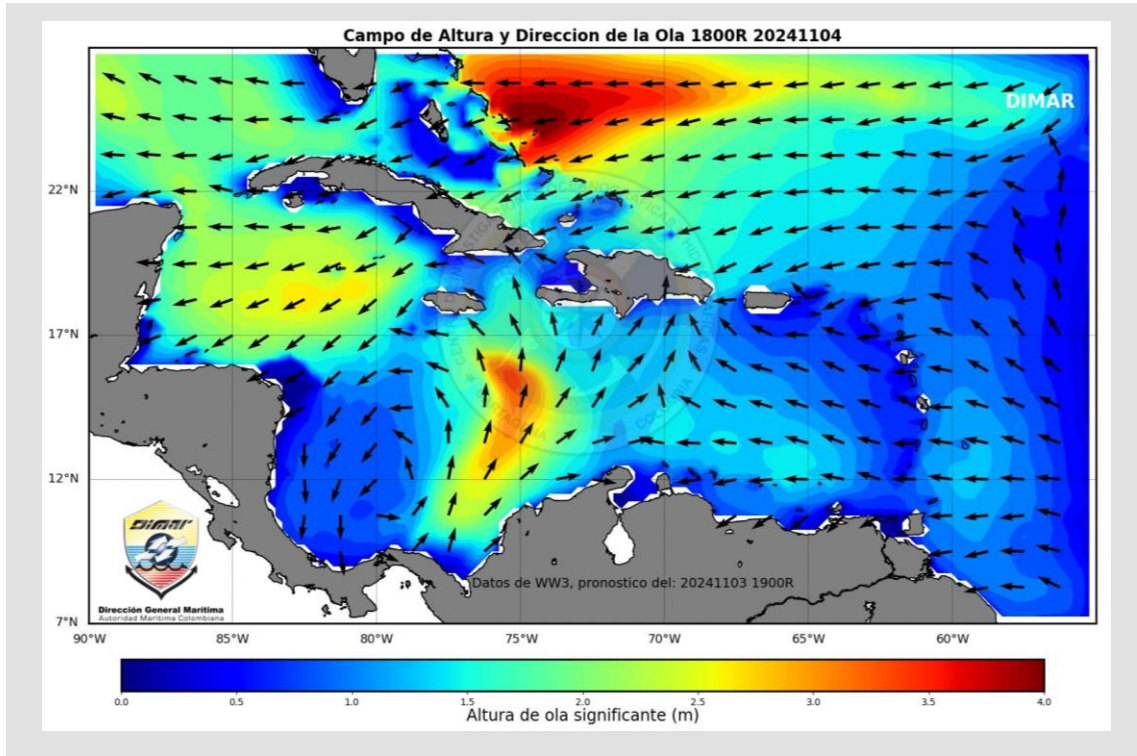 Campo de Altura y Direccion de la Ola 1800R 20241104
DIMAR
22°N
17°N
12°N
7°N
DIMAR
Dirección General Marítima
Autoridad Marítima Colombiana
Datos de WW3, pronostico del: 20241103 1900R
90°W 85°W 80°W 75°W 70°W 65°W 60°W
0.0 0.5 1.0 1.5 2.0 2.5 3.0 3.5 4.0
Altura de ola significante (m)